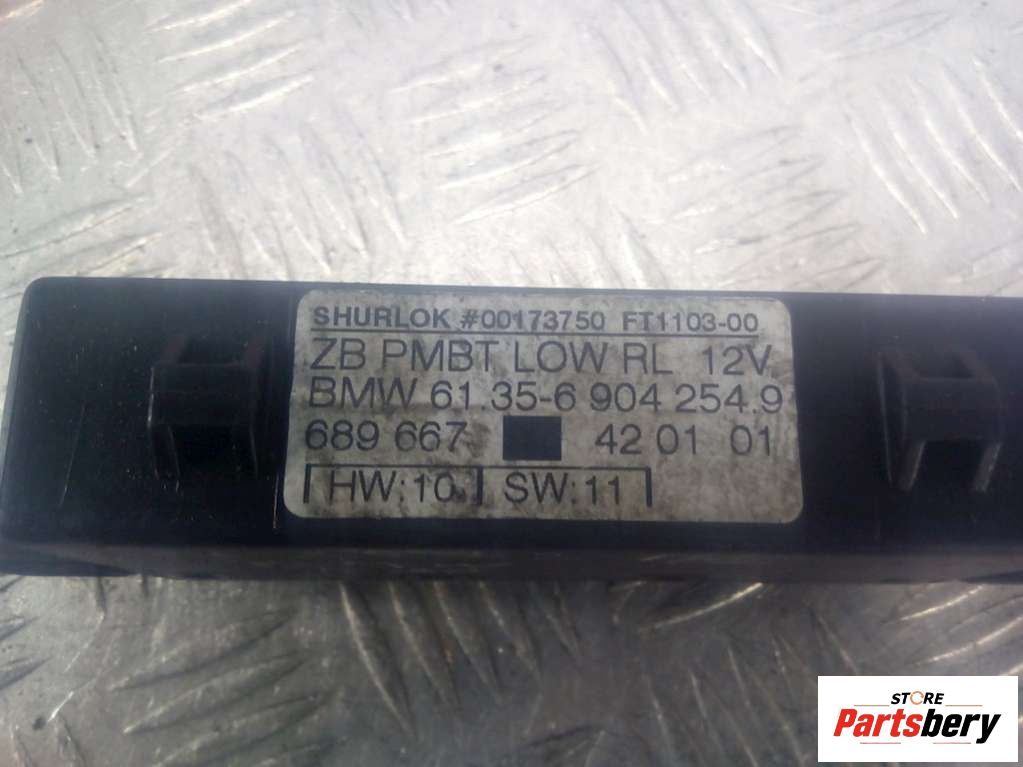 SHURLOK #00173750 FT1103-00
ZB PMBT LOW RL 12V
BMW 61.35-6 904 254.9
689 667 42 01 01
HW:10 SW:11
STORE
Partsbery